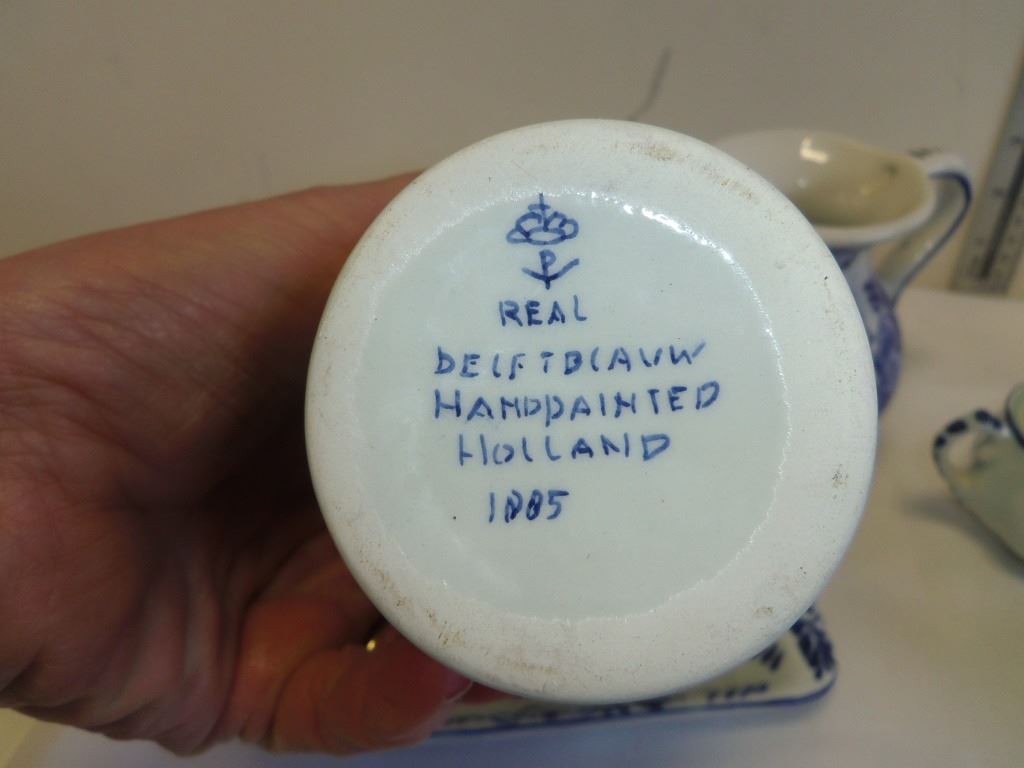 P
REAL
DELFTBLAUW
HANDPAINTED
HOLLAND
1885